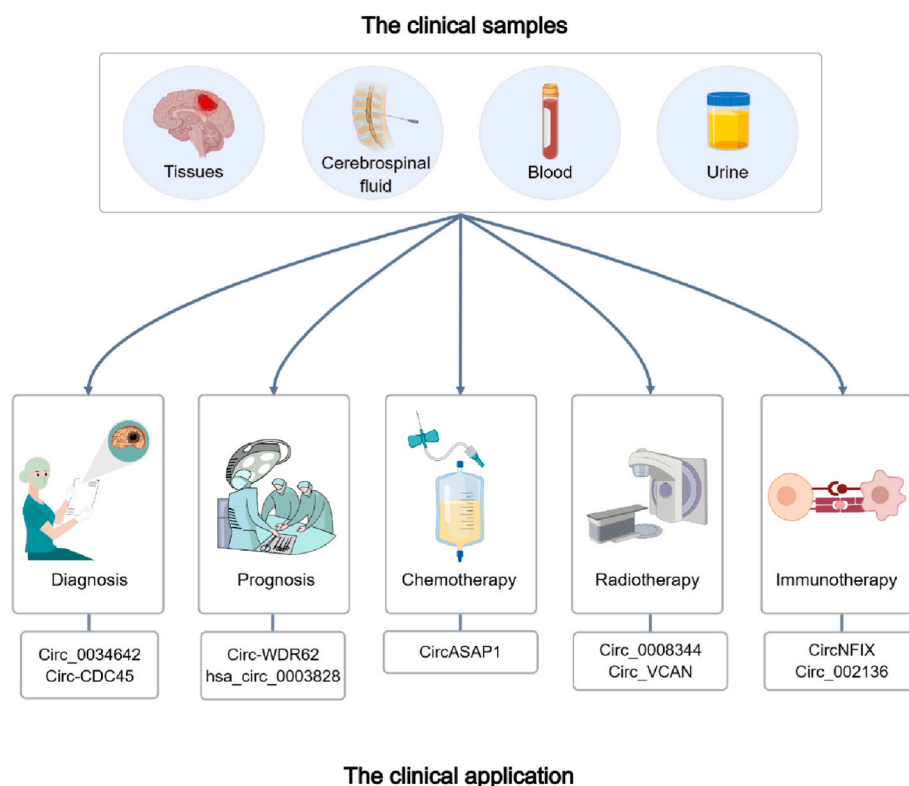 The clinical samples
Tissues
Cerebrospinal
fluid
Blood
Urine
Diagnosis
Prognosis
Chemotherapy
Radiotherapy
Immunotherapy
Circ_0034642
Circ-CDC45
Circ-WDR62
hsa_circ_0003828
CircASAP1
Circ_0008344
Circ_VCAN
CircNFIX
Circ_002136
The clinical application